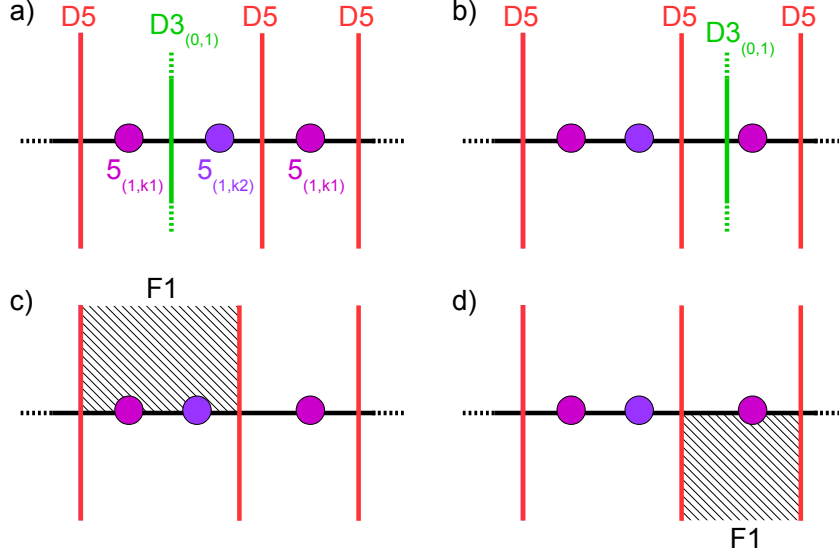 a)
D5
D3(0,1)
D5
D5
5(1,k1)
5(1,k2)
5(1,k1)
b)
D5
D5
D3(0,1)
D5
c)
F1
d)
F1